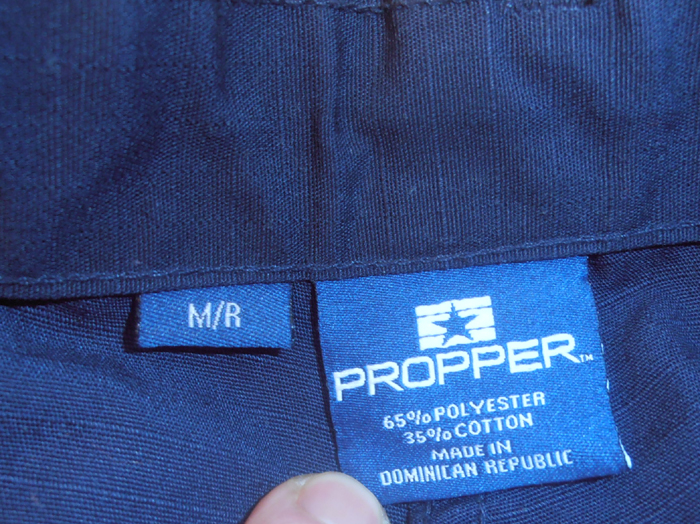 M/R
PROPPER™
65% POLYESTER
35% COTTON
MADE IN
DOMINICAN REPUBLIC